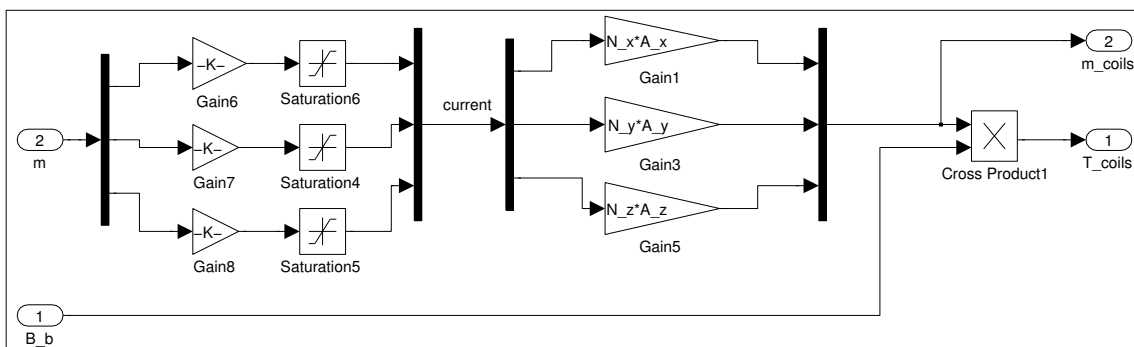 N_x*A_x
2
m_coils
-K-
Gain6
Saturation6
Gain1
current
2
m
-K-
Gain7
Saturation4
N_y*A_y
Gain3
Cross Product1
1
T_coils
-K-
Gain8
Saturation5
N_z*A_z
Gain5
1
B_b